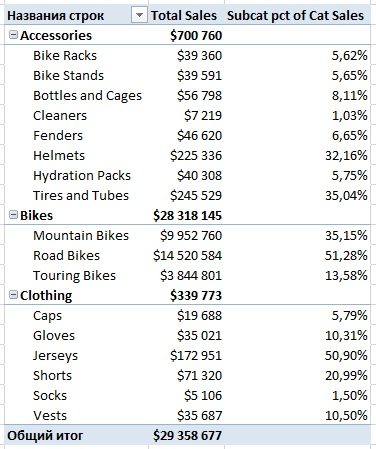 Названия строк Total Sales Subcat pct of Cat Sales
Accessories $700 760
Bike Racks $39 360 5,62%
Bike Stands $39 591 5,65%
Bottles and Cages $56 798 8,11%
Cleaners $7 219 1,03%
Fenders $46 620 6,65%
Helmets $225 336 32,16%
Hydration Packs $40 308 5,75%
Tires and Tubes $245 529 35,04%
Bikes $28 318 145
Mountain Bikes $9 952 760 35,15%
Road Bikes $14 520 584 51,28%
Touring Bikes $3 844 801 13,58%
Clothing $339 773
Caps $19 688 5,79%
Gloves $35 021 10,31%
Jerseys $172 951 50,90%
Shorts $71 320 20,99%
Socks $5 106 1,50%
Vests $35 687 10,50%
Общий итог $29 358 677